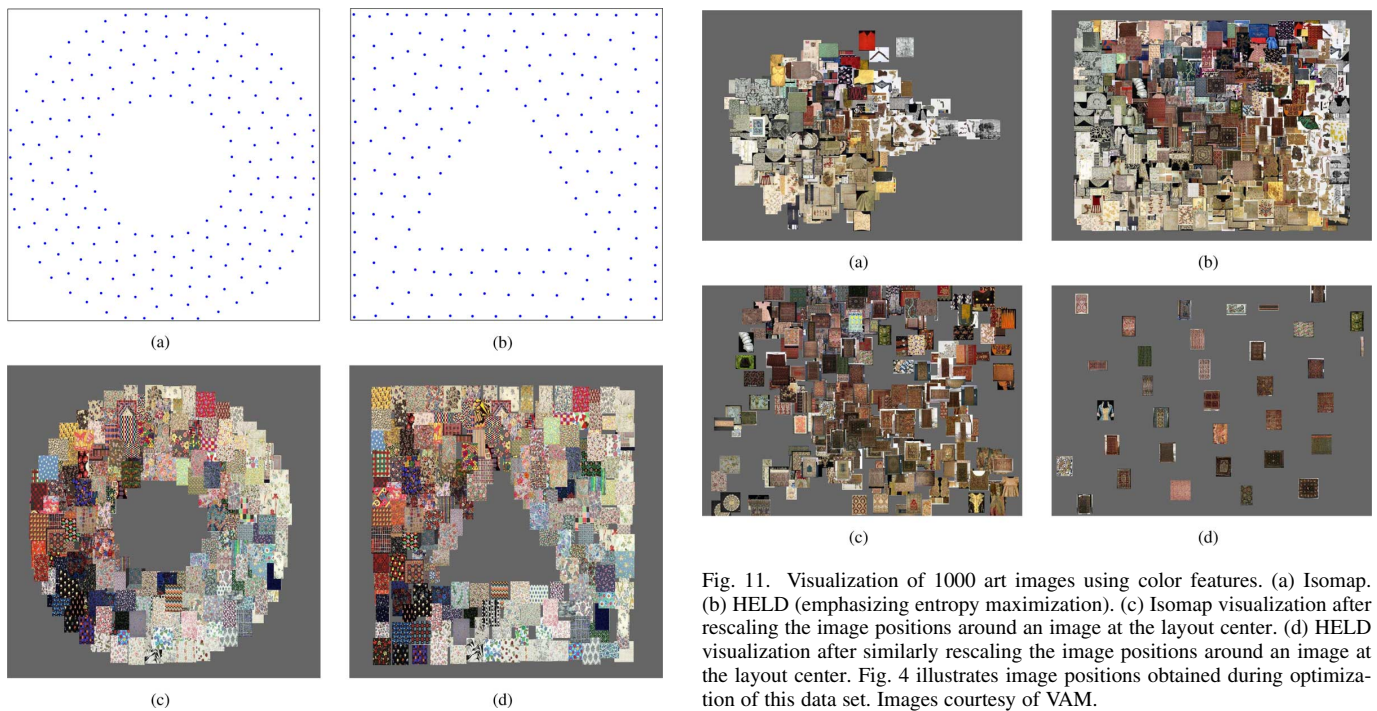 (a)
(b)
(c)
(d)
(a)
(b)
(c)
(d)
Fig. 11. Visualization of 1000 art images using color features. (a) Isomap.
(b) HELD (emphasizing entropy maximization). (c) Isomap visualization after
rescaling the image positions around an image at the layout center. (d) HELD
visualization after similarly rescaling the image positions around an image at
the layout center. Fig. 4 illustrates image positions obtained during optimiza-
tion of this data set. Images courtesy of VAM.